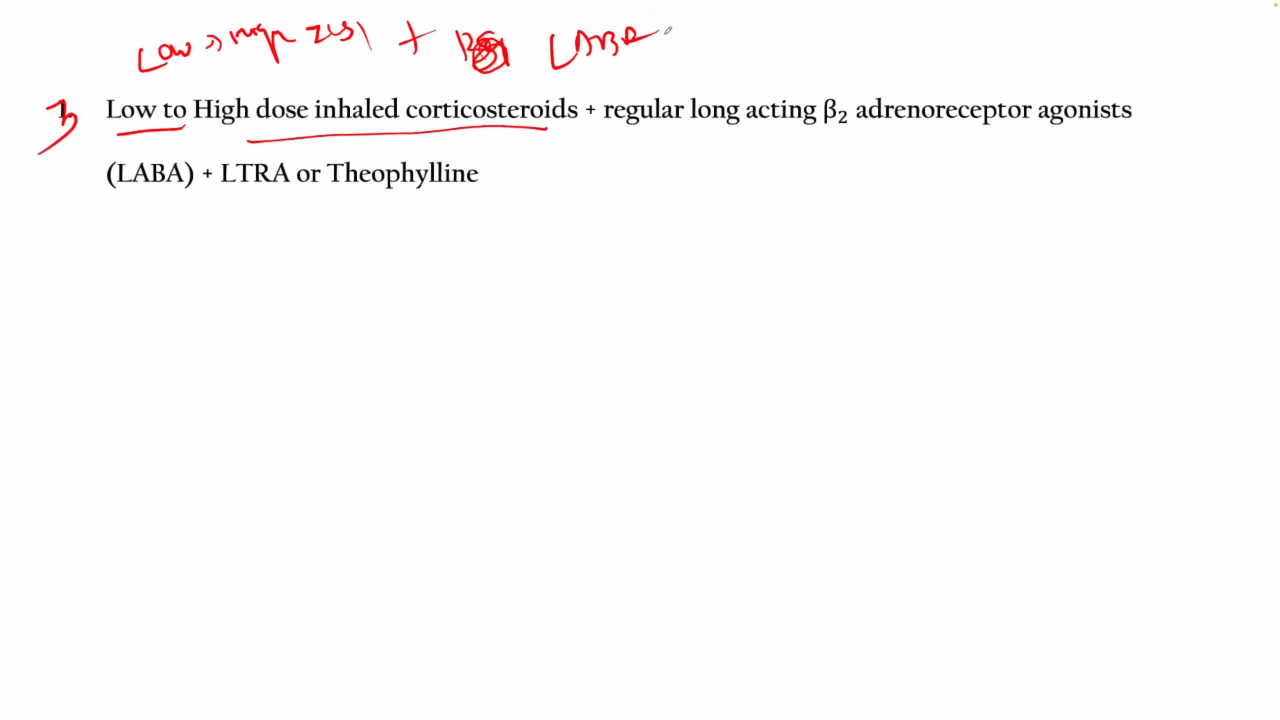 Low → High ICS + LABA
3 Low to High dose inhaled corticosteroids + regular long acting β₂ adrenoreceptor agonists
(LABA) + LTRA or Theophylline